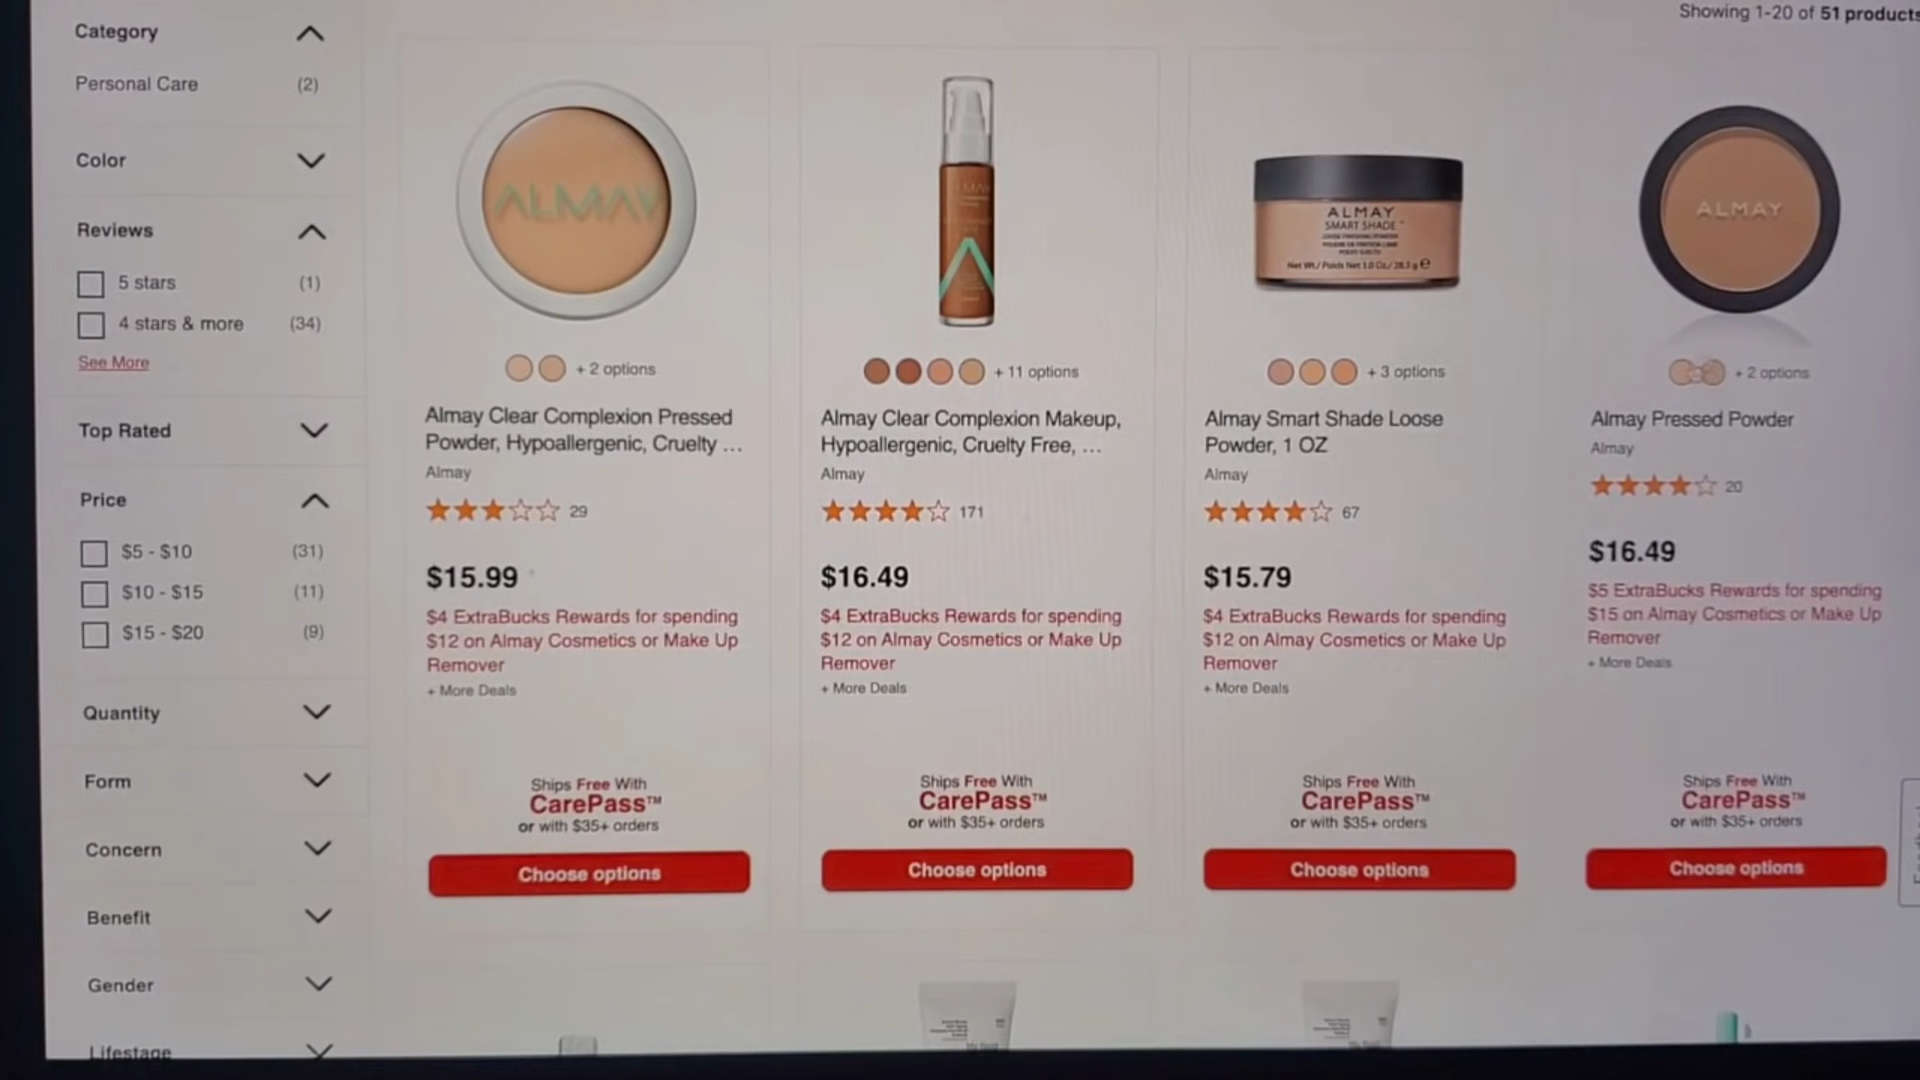 Showing 1-20 of 51 products
Category
Personal Care (2)
Color
Reviews
5 stars (1)
4 stars & more (34)
See More
Top Rated
Price
$5 - $10 (31)
$10 - $15 (11)
$15 - $20 (9)
Quantity
Form
Concern
Benefit
Gender
Lifestage
ALMAY
+ 2 options
Almay Clear Complexion Pressed
Powder, Hypoallergenic, Cruelty ...
Almay
29
$15.99
$4 ExtraBucks Rewards for spending
$12 on Almay Cosmetics or Make Up
Remover
+ More Deals
Ships Free With
CarePass™
or with $35+ orders
Choose options
+ 11 options
Almay Clear Complexion Makeup,
Hypoallergenic, Cruelty Free, ...
Almay
171
$16.49
$4 ExtraBucks Rewards for spending
$12 on Almay Cosmetics or Make Up
Remover
+ More Deals
Ships Free With
CarePass™
or with $35+ orders
Choose options
ALMAY
SMART SHADE™
Net Wt./ Poids Net 1.0 Oz./ 28.3 g e
+ 3 options
Almay Smart Shade Loose
Powder, 1 OZ
Almay
67
$15.79
$4 ExtraBucks Rewards for spending
$12 on Almay Cosmetics or Make Up
Remover
+ More Deals
Ships Free With
CarePass™
or with $35+ orders
Choose options
ALMAY
+ 2 options
Almay Pressed Powder
Almay
20
$16.49
$5 ExtraBucks Rewards for spending
$15 on Almay Cosmetics or Make Up
Remover
+ More Deals
Ships Free With
CarePass™
or with $35+ orders
Choose options